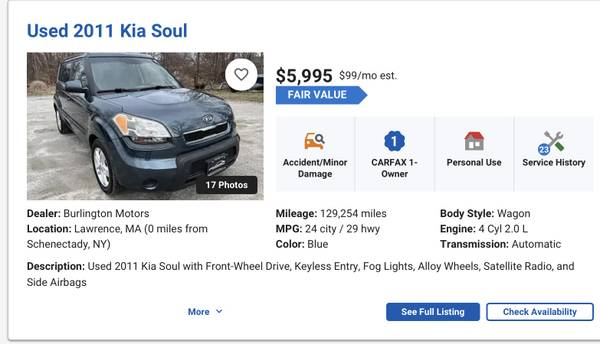 Used 2011 Kia Soul
$5,995 $99/mo est.
FAIR VALUE
17 Photos
Accident/Minor
Damage
1
CARFAX 1-
Owner
Personal Use
23
Service History
Dealer: Burlington Motors
Location: Lawrence, MA (0 miles from
Schenectady, NY)
Mileage: 129,254 miles
MPG: 24 city / 29 hwy
Color: Blue
Body Style: Wagon
Engine: 4 Cyl 2.0 L
Transmission: Automatic
Description: Used 2011 Kia Soul with Front-Wheel Drive, Keyless Entry, Fog Lights, Alloy Wheels, Satellite Radio, and
Side Airbags
More
See Full Listing
Check Availability